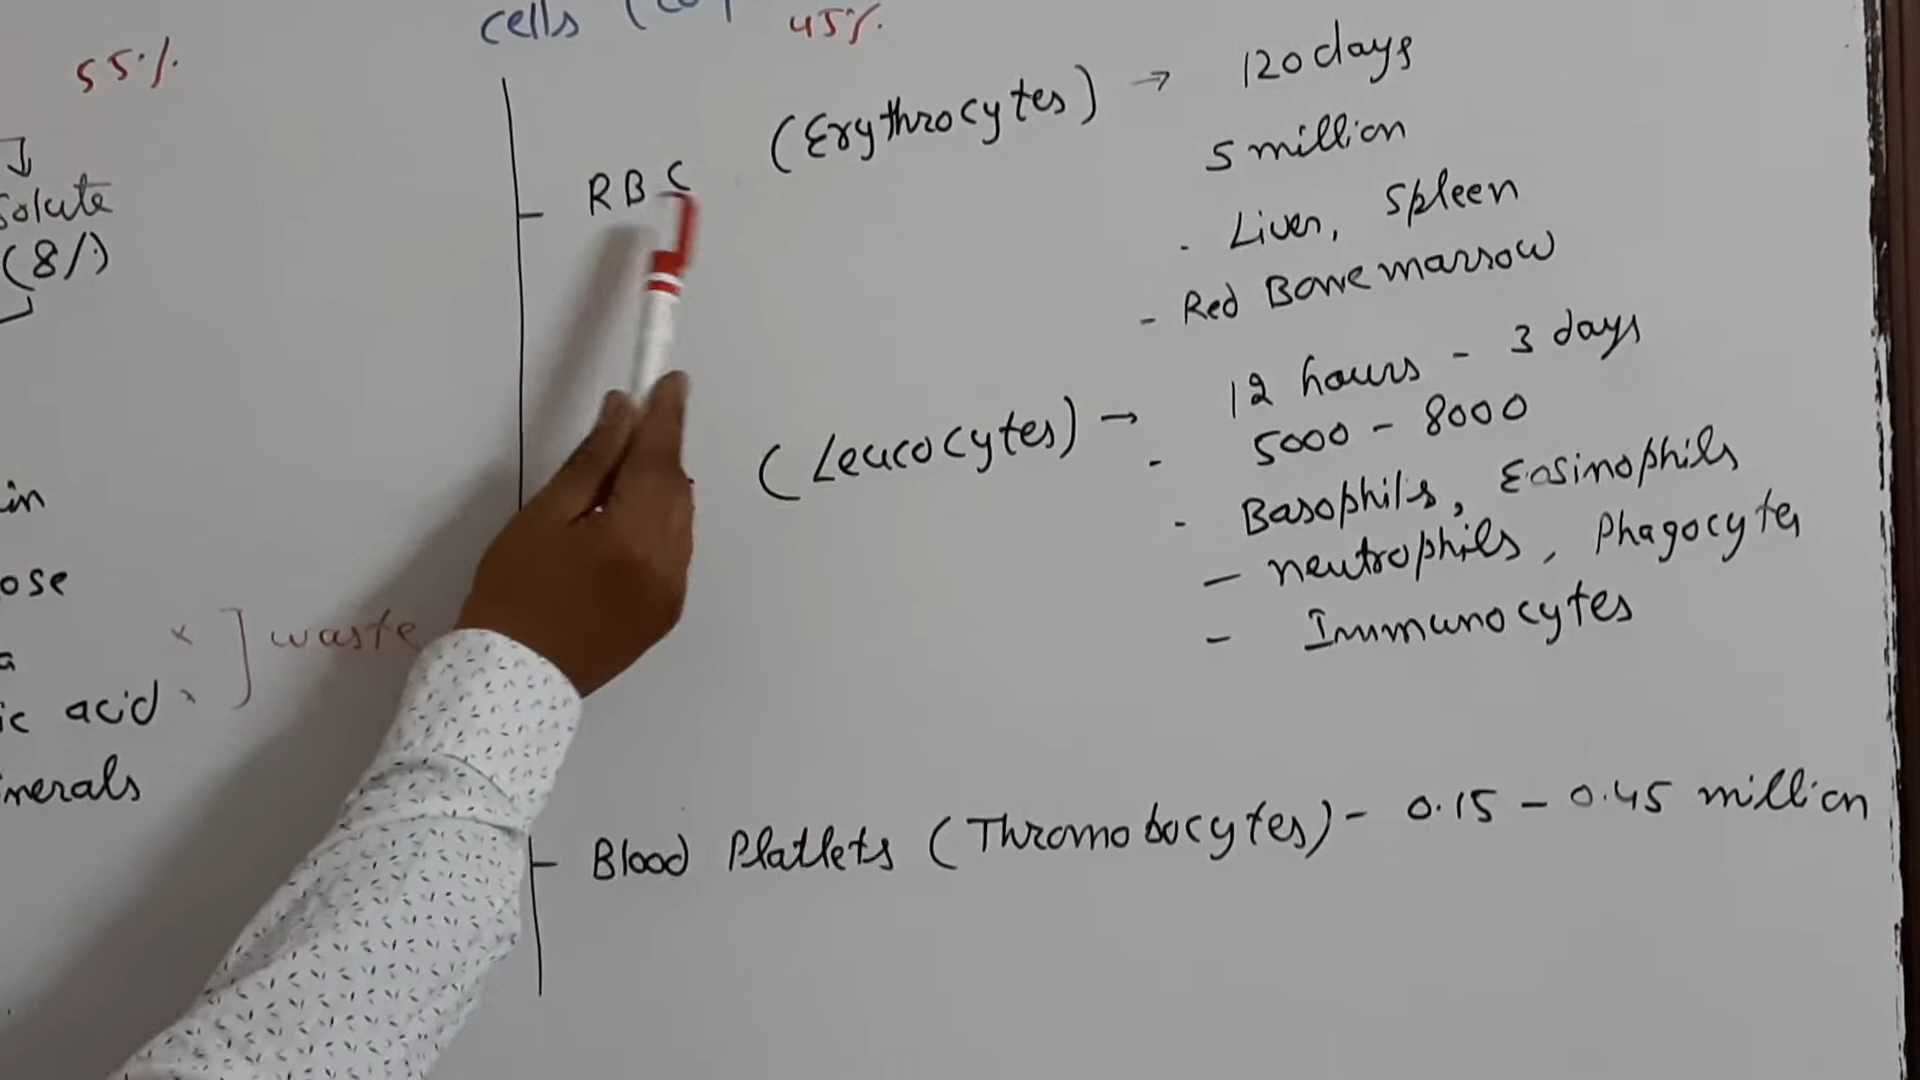 55%
solute
(8%)
in
ose
a
ic acid
nerals
] waste
cells
45%
RBC (Erythrocytes) → 120 days
5 million
. Liver, Spleen
- Red Bone marrow
(Leucocytes) → 12 hours - 3 days
- 5000 - 8000
- Basophils, Eosinophils
- neutrophils, Phagocytes
- Immunocytes
Blood Platlets (Thromobocytes) - 0.15 - 0.45 million